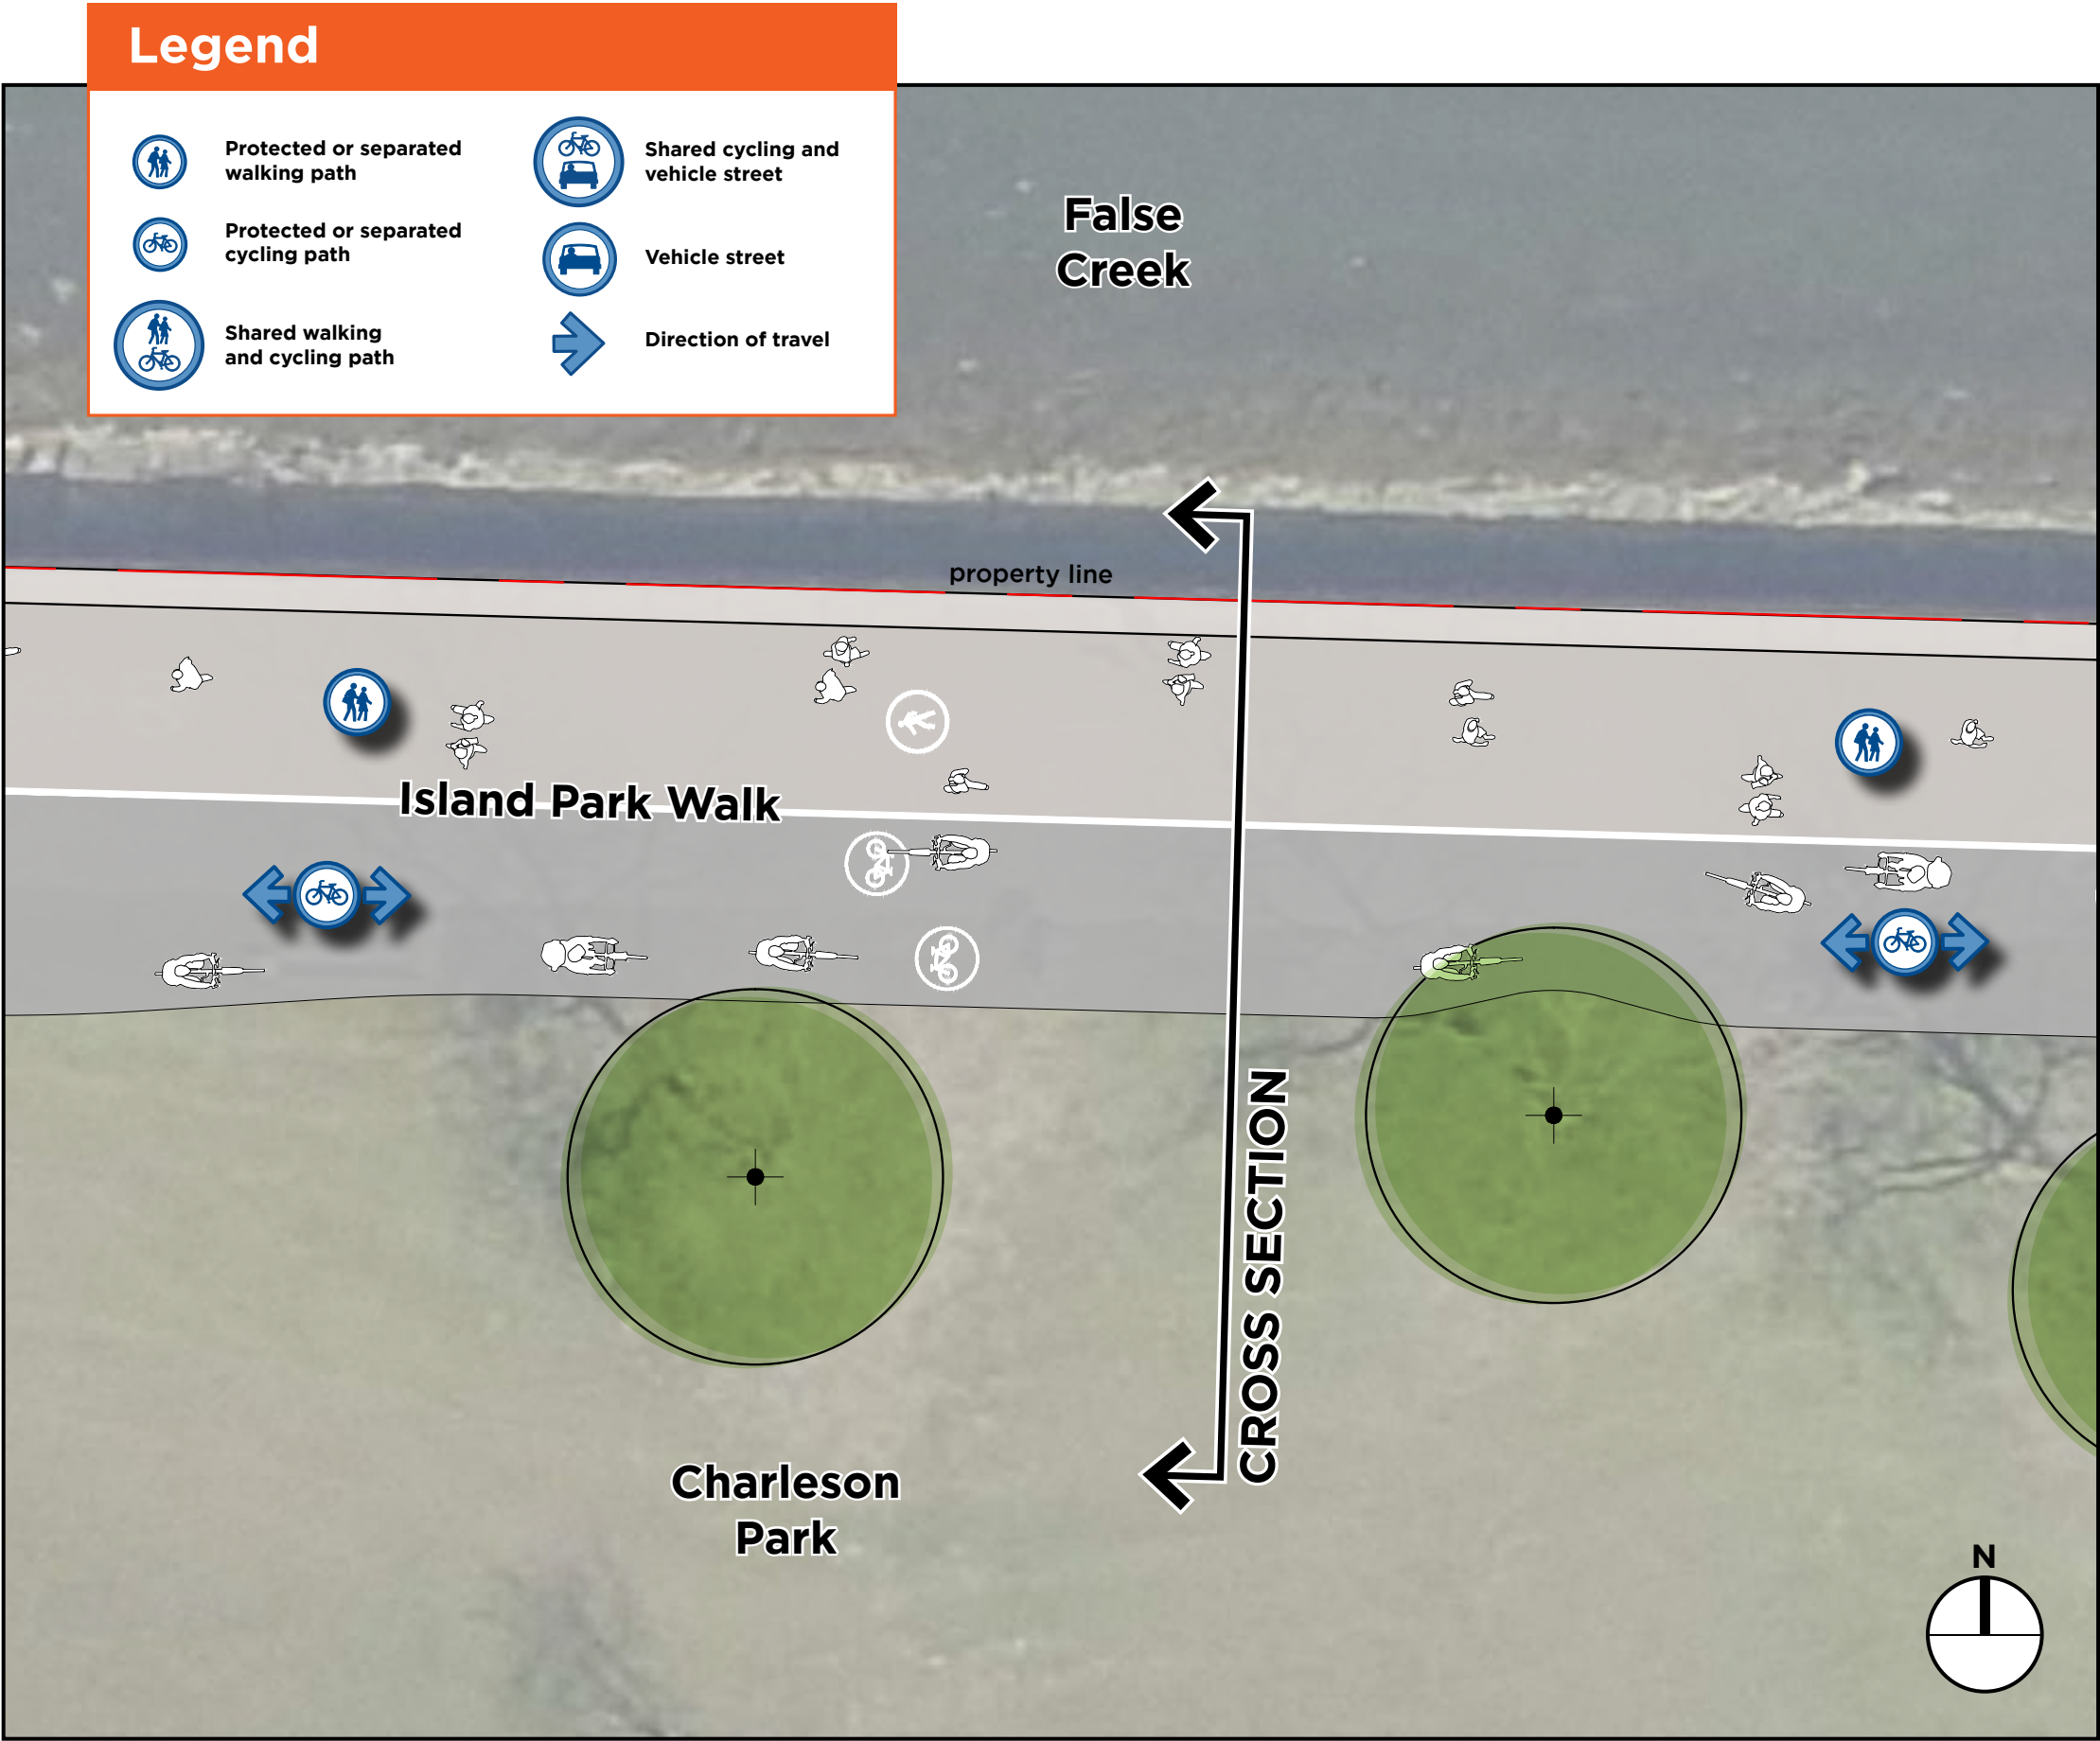 Legend
Protected or separated
walking path
Protected or separated
cycling path
Shared walking
and cycling path
Shared cycling and
vehicle street
Vehicle street
Direction of travel
False
Creek
property line
Island Park Walk
CROSS SECTION
Charleson
Park
N